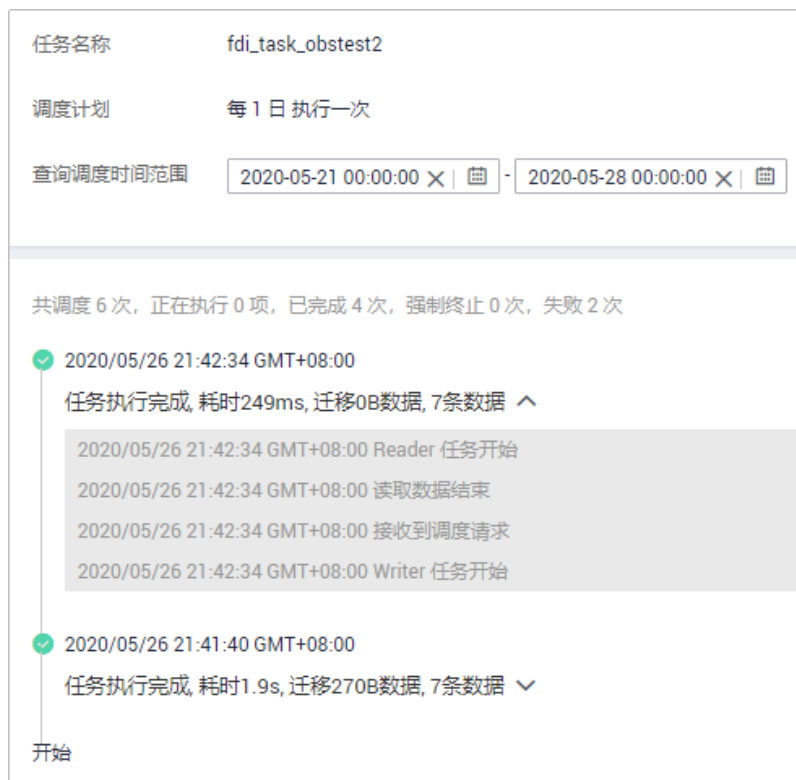 任务名称 fdi_task_obstest2
调度计划 每 1 日 执行一次
查询调度时间范围 2020-05-21 00:00:00 - 2020-05-28 00:00:00
共调度 6 次, 正在执行 0 项, 已完成 4 次, 强制终止 0 次, 失败 2 次
2020/05/26 21:42:34 GMT+08:00
任务执行完成, 耗时249ms, 迁移0B数据, 7条数据
2020/05/26 21:42:34 GMT+08:00 Reader 任务开始
2020/05/26 21:42:34 GMT+08:00 读取数据结束
2020/05/26 21:42:34 GMT+08:00 接收到调度请求
2020/05/26 21:42:34 GMT+08:00 Writer 任务开始
2020/05/26 21:41:40 GMT+08:00
任务执行完成, 耗时1.9s, 迁移270B数据, 7条数据
开始